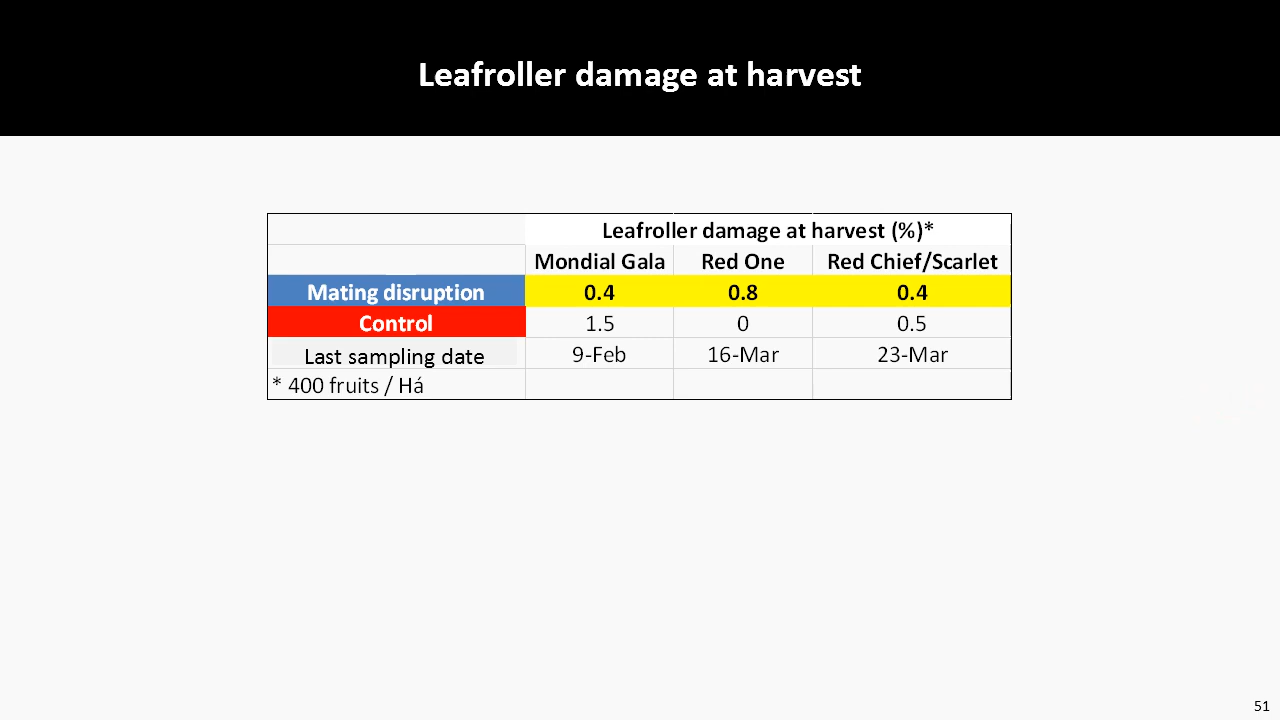 Leafroller damage at harvest
Leafroller damage at harvest (%)*
Mondial Gala Red One Red Chief/Scarlet
Mating disruption 0.4 0.8 0.4
Control 1.5 0 0.5
Last sampling date 9-Feb 16-Mar 23-Mar
* 400 fruits / Há
51